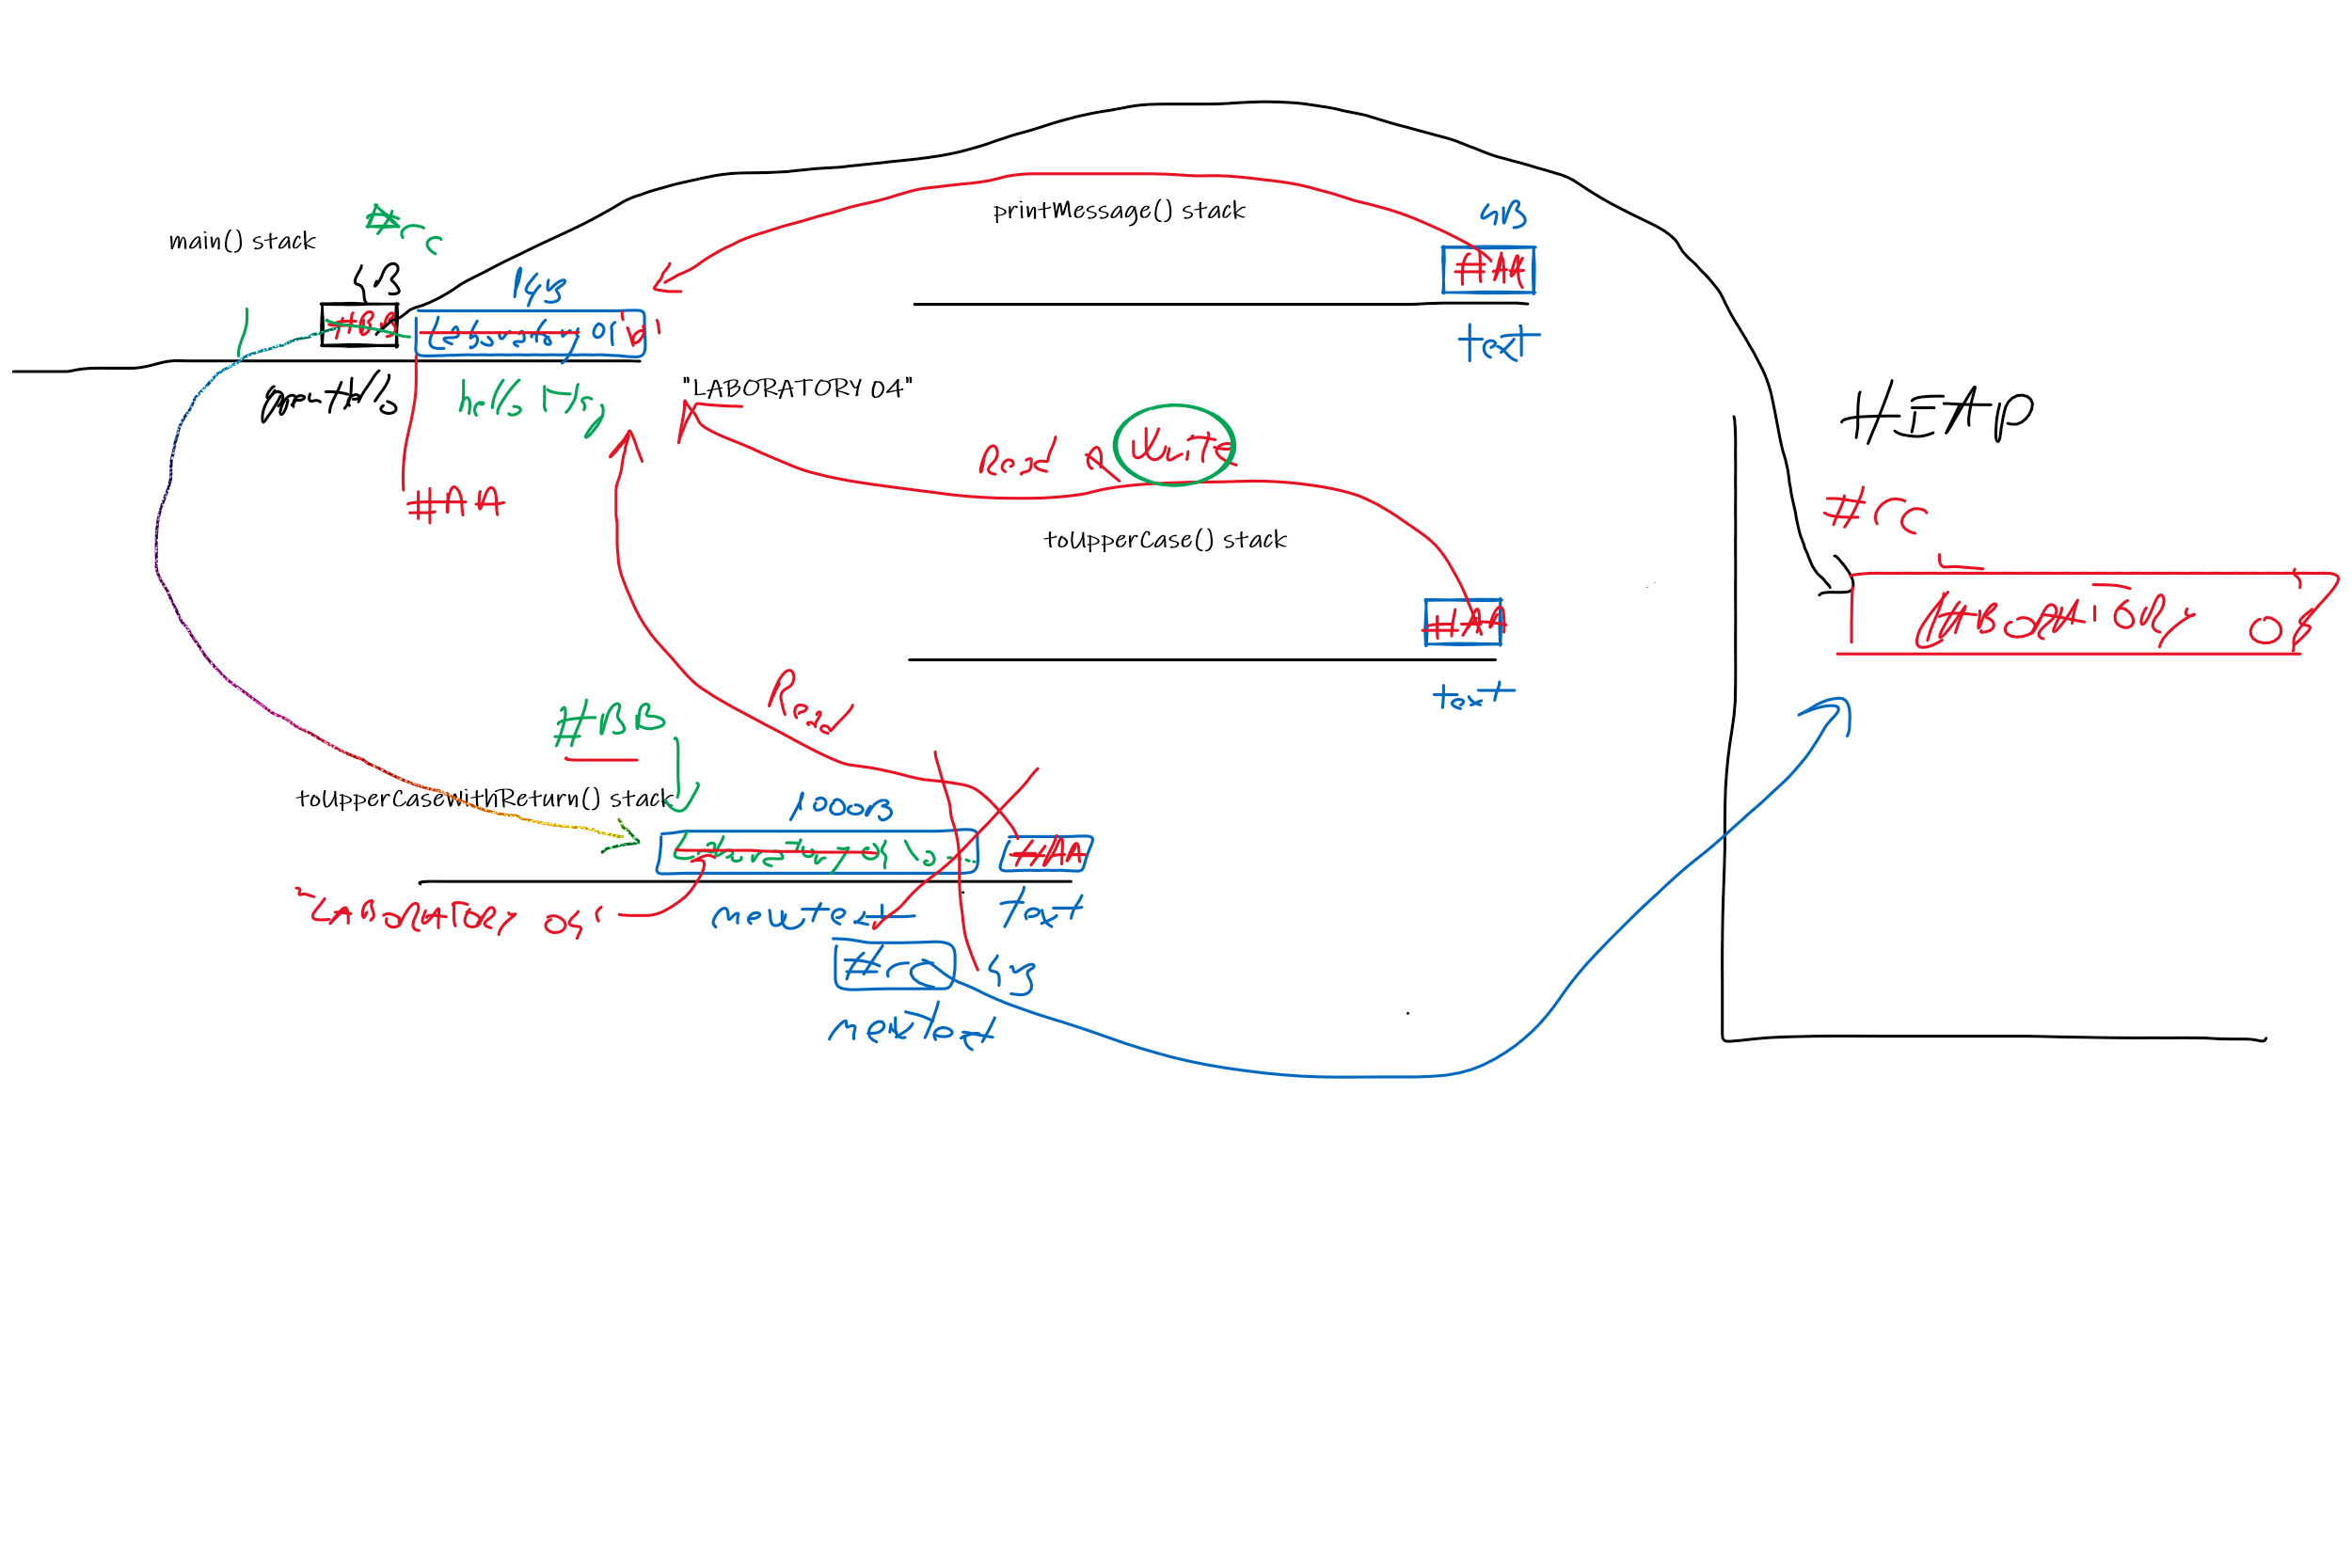 printMessage() stack
4B
#AA
text
main() stack
#CC
4B
14B
#BB
Laboratory 04
upperHello
hello Msg
#AA
"LABORATORY 04"
Read & Write
toUpperCase() stack
#AA
text
HEAP
#CC
LABORATORY 04
Read
#BB
toUpperCaseWithReturn() stack
1000B
Laboratory 04 \0 ...
#AA
"LABORATORY 04"
newtext
text
#CC
4B
newText